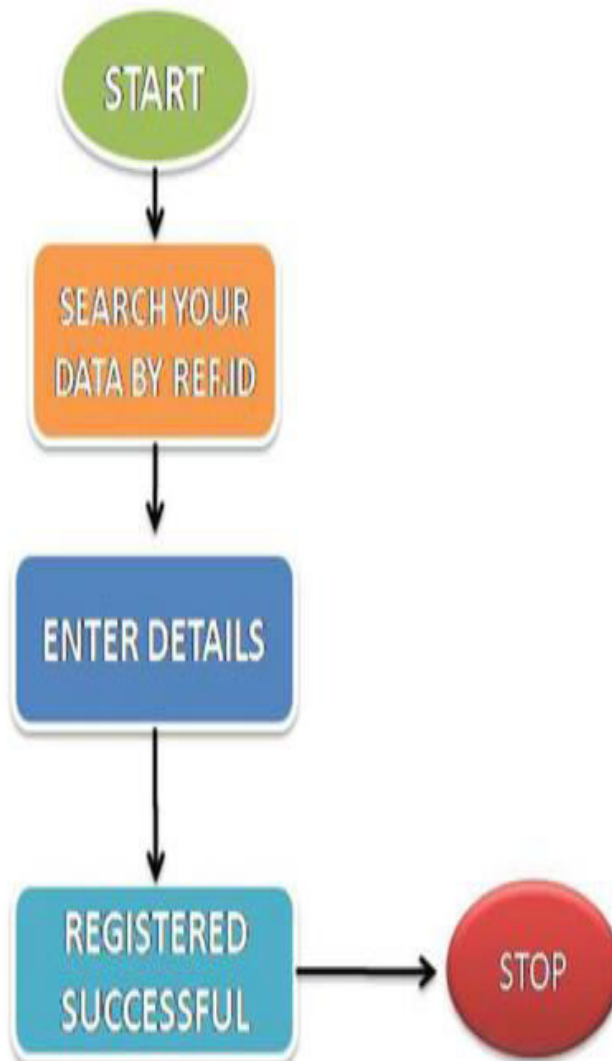 START
SEARCH YOUR
DATA BY REF.ID
ENTER DETAILS
REGISTERED
SUCCESSFUL
STOP